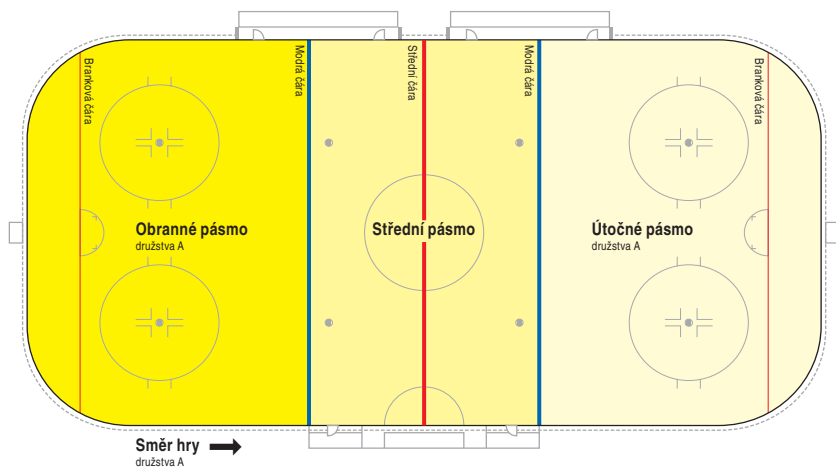 Branková čára
Modrá čára
Střední čára
Modrá čára
Branková čára
Obranné pásmo
družstva A
Střední pásmo
Útočné pásmo
družstva A
Směr hry
družstva A